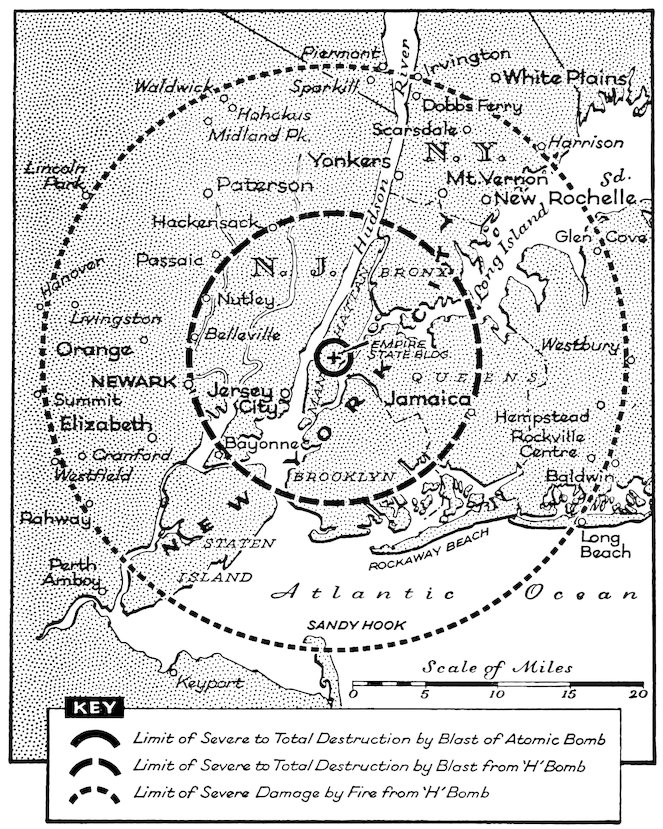 Piermont
River
Irvington
Waldwick
Sparkill
White Plains
Hohokus
Dobbs Ferry
Midland Pk.
Scarsdale
Harrison
N. Y.
Lincoln
Park
Yonkers
Paterson
Mt. Vernon
Sd.
New Rochelle
Hackensack
Hudson
Glen Cove
Long Island
Passaic
N. J.
BRONX
Hanover
Nutley
MANHATTAN
Livingston
Belleville
EMPIRE
STATE BLDG.
Westbury
Orange
QUEENS
NEWARK
Jersey
City
Jamaica
Summit
Hempstead
Elizabeth
Bayonne
Rockville
Centre
Cranford
BROOKLYN
Baldwin
Westfield
NEW YORK CITY
Rahway
STATEN
ISLAND
ROCKAWAY BEACH
Long
Beach
Perth
Amboy
Atlantic Ocean
SANDY HOOK
Keyport
Scale of Miles
0 5 10 15 20
KEY
Limit of Severe to Total Destruction by Blast of Atomic Bomb
Limit of Severe to Total Destruction by Blast from 'H' Bomb
Limit of Severe Damage by Fire from 'H' Bomb